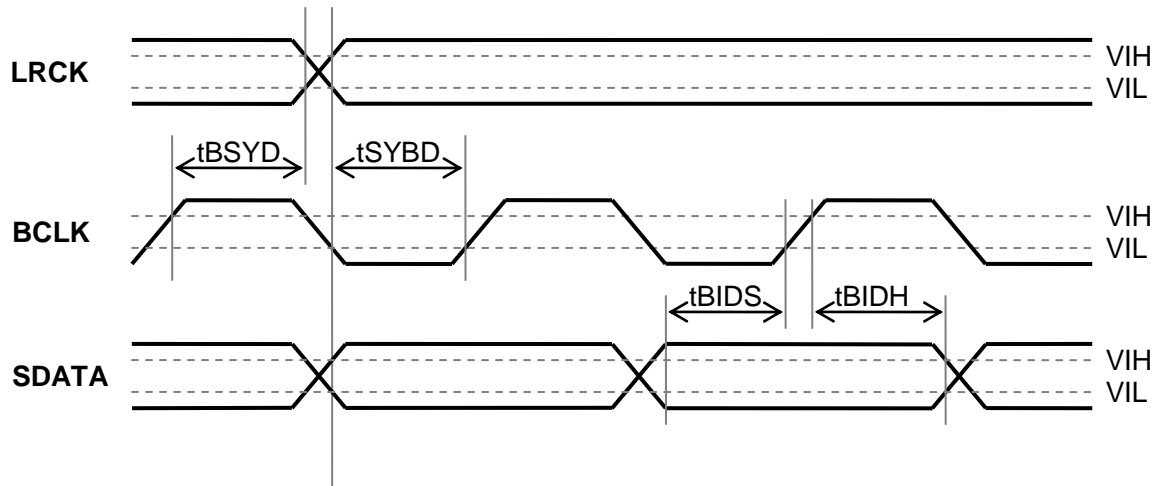 LRCK
VIH
VIL
tBSYD
tSYBD
BCLK
VIH
VIL
tBIDS
tBIDH
SDATA
VIH
VIL